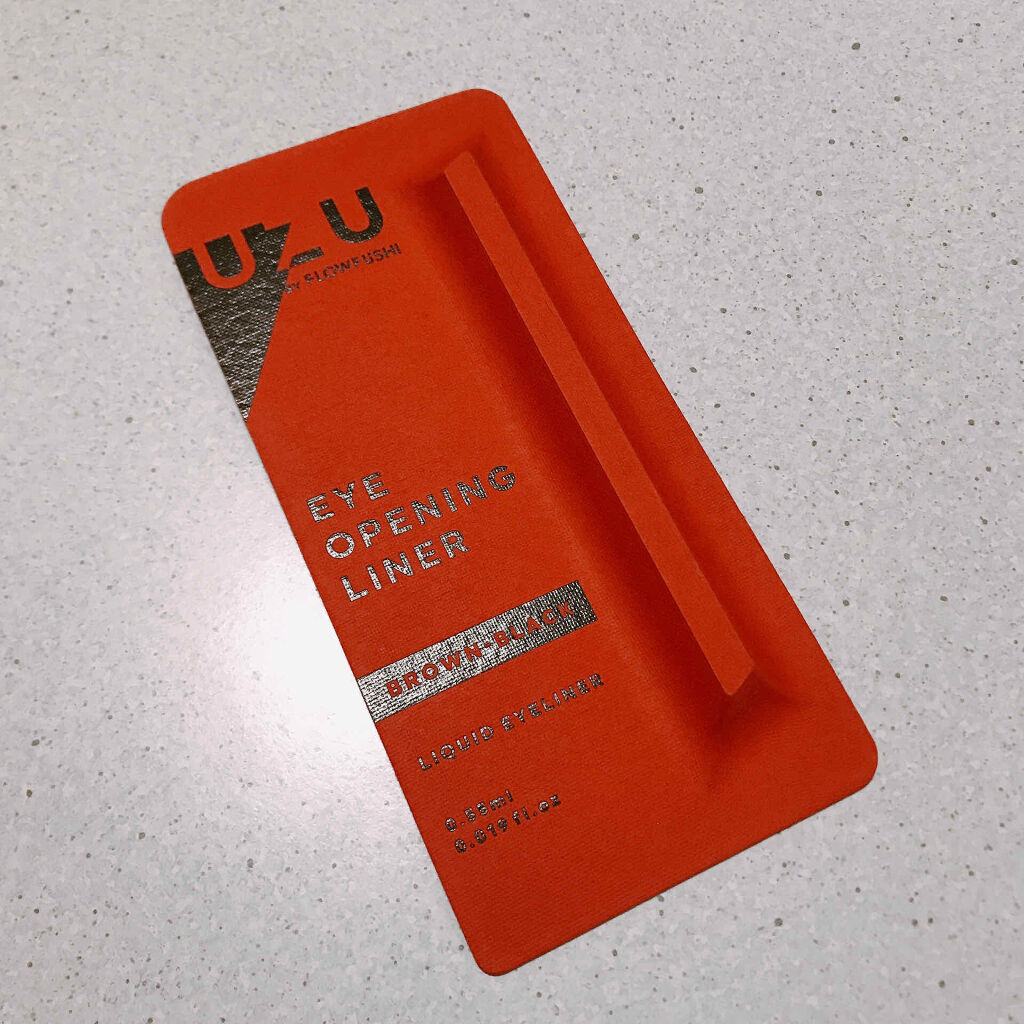 UZU
BY FLOWFUSHI
EYE
OPENING
LINER
BROWN-BLACK
LIQUID EYELINER
0.55ml
0.019fl.oz